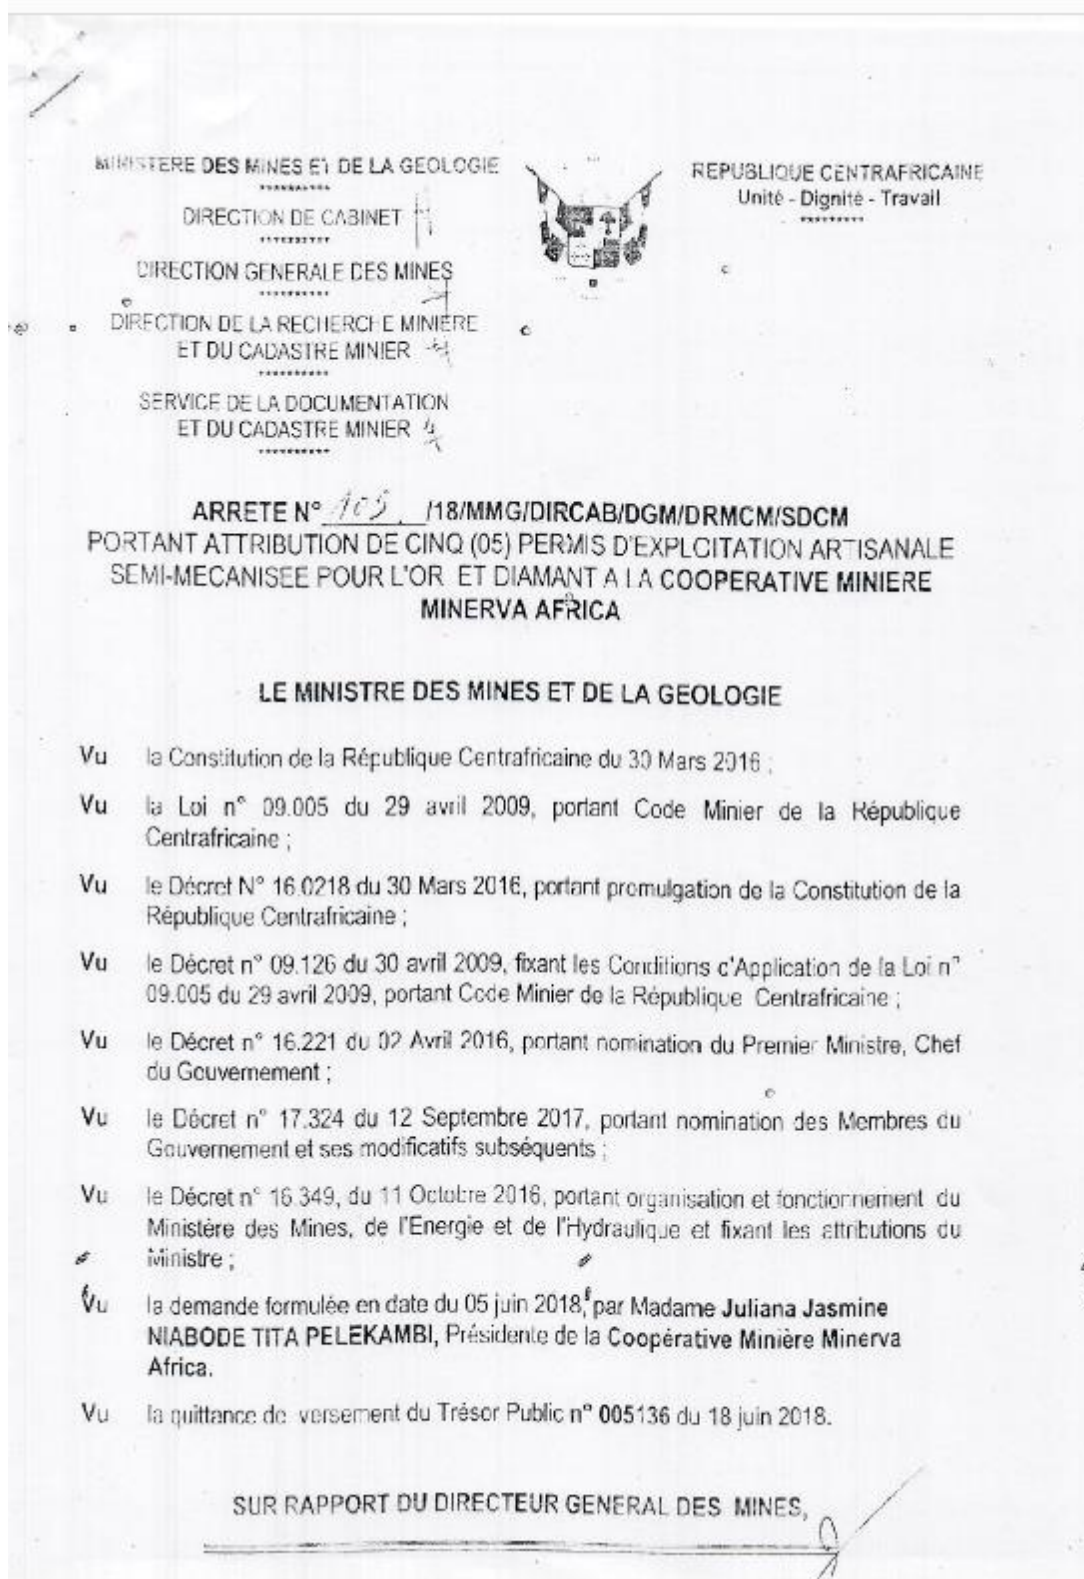 MINISTERE DES MINES ET DE LA GEOLOGIE
**********
DIRECTION DE CABINET
**********
DIRECTION GENERALE DES MINES
**********
DIRECTION DE LA RECHERCHE MINIERE
ET DU CADASTRE MINIER
**********
SERVICE DE LA DOCUMENTATION
ET DU CADASTRE MINIER
**********
REPUBLIQUE CENTRAFRICAINE
Unité - Dignité - Travail
*********
ARRETE N° 105 /18/MMG/DIRCAB/DGM/DRMCM/SDCM
PORTANT ATTRIBUTION DE CINQ (05) PERMIS D'EXPLOITATION ARTISANALE
SEMI-MECANISEE POUR L'OR ET DIAMANT A LA COOPERATIVE MINIERE
MINERVA AFRICA
LE MINISTRE DES MINES ET DE LA GEOLOGIE
Vu la Constitution de la République Centrafricaine du 30 Mars 2016 ;
Vu la Loi n° 09.005 du 29 avril 2009, portant Code Minier de la République
Centrafricaine ;
Vu le Décret N° 16.0218 du 30 Mars 2016, portant promulgation de la Constitution de la
République Centrafricaine ;
Vu le Décret n° 09.126 du 30 avril 2009, fixant les Conditions d'Application de la Loi n°
09.005 du 29 avril 2009, portant Code Minier de la République Centrafricaine ;
Vu le Décret n° 16.221 du 02 Avril 2016, portant nomination du Premier Ministre, Chef
du Gouvernement ;
Vu le Décret n° 17.324 du 12 Septembre 2017, portant nomination des Membres du
Gouvernement et ses modificatifs subséquents ;
Vu le Décret n° 16.349, du 11 Octobre 2016, portant organisation et fonctionnement du
Ministère des Mines, de l'Energie et de l'Hydraulique et fixant les attributions du
Ministre ;
Vu la demande formulée en date du 05 juin 2018, par Madame Juliana Jasmine
NIABODE TITA PELEKAMBI, Présidente de la Coopérative Minière Minerva
Africa.
Vu la quittance de versement du Trésor Public n° 005136 du 18 juin 2018.
SUR RAPPORT DU DIRECTEUR GENERAL DES MINES,